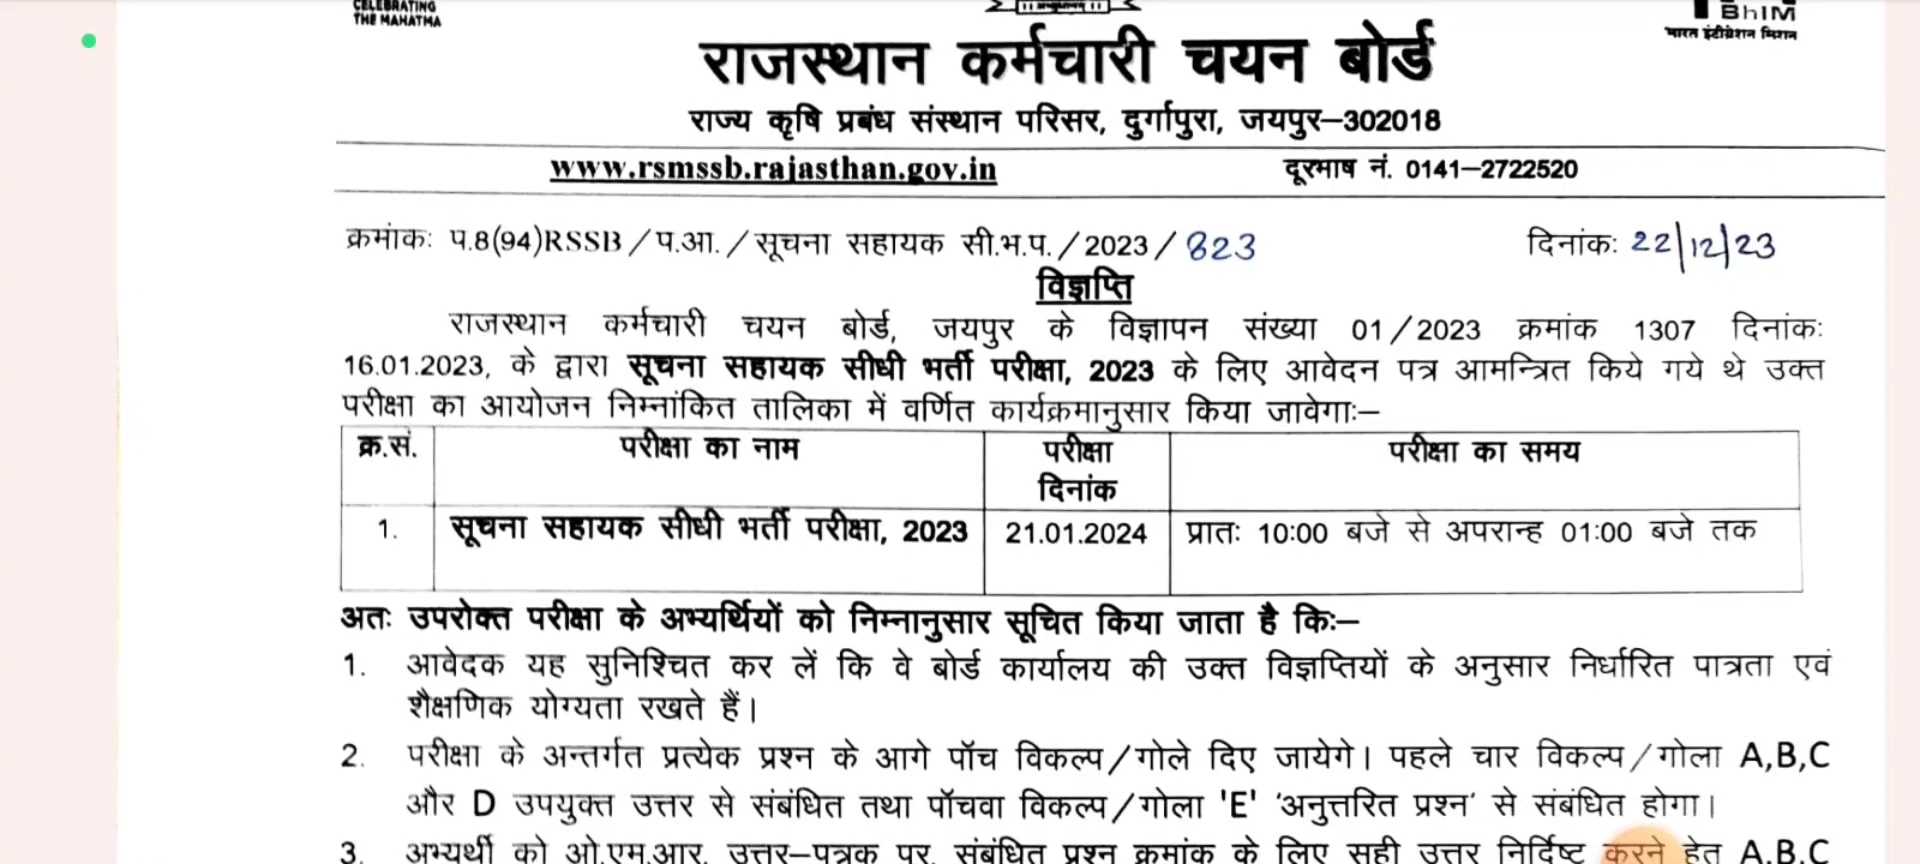 CELEBRATING
THE MAHATMA
BhIM
भारत इंटीग्रेशन मिशन
राजस्थान कर्मचारी चयन बोर्ड
राज्य कृषि प्रबंध संस्थान परिसर, दुर्गापुरा, जयपुर–302018
www.rsmssb.rajasthan.gov.in दूरभाष नं. 0141–2722520
क्रमांकः प.8(94)RSSB/प.आ./सूचना सहायक सी.भ.प./2023/823 दिनांकः 22/12/23
विज्ञप्ति
राजस्थान कर्मचारी चयन बोर्ड, जयपुर के विज्ञापन संख्या 01/2023 क्रमांक 1307 दिनांकः
16.01.2023, के द्वारा सूचना सहायक सीधी भर्ती परीक्षा, 2023 के लिए आवेदन पत्र आमन्त्रित किये गये थे उक्त
परीक्षा का आयोजन निम्नांकित तालिका में वर्णित कार्यक्रमानुसार किया जावेगाः–
क्र.सं. परीक्षा का नाम परीक्षा दिनांक परीक्षा का समय
1. सूचना सहायक सीधी भर्ती परीक्षा, 2023 21.01.2024 प्रातः 10:00 बजे से अपरान्ह 01:00 बजे तक
अतः उपरोक्त परीक्षा के अभ्यर्थियों को निम्नानुसार सूचित किया जाता है किः–
1. आवेदक यह सुनिश्चित कर लें कि वे बोर्ड कार्यालय की उक्त विज्ञप्तियों के अनुसार निर्धारित पात्रता एवं
शैक्षणिक योग्यता रखते हैं।
2. परीक्षा के अन्तर्गत प्रत्येक प्रश्न के आगे पॉच विकल्प/गोले दिए जायेगे। पहले चार विकल्प/गोला A,B,C
और D उपयुक्त उत्तर से संबंधित तथा पॉचवा विकल्प/गोला 'E' 'अनुत्तरित प्रश्न' से संबंधित होगा।
3. अभ्यर्थी को ओ.एम.आर. उत्तर–पत्रक पर, संबंधित प्रश्न क्रमांक के लिए सही उत्तर निर्दिष्ट करने हेतु A,B,C